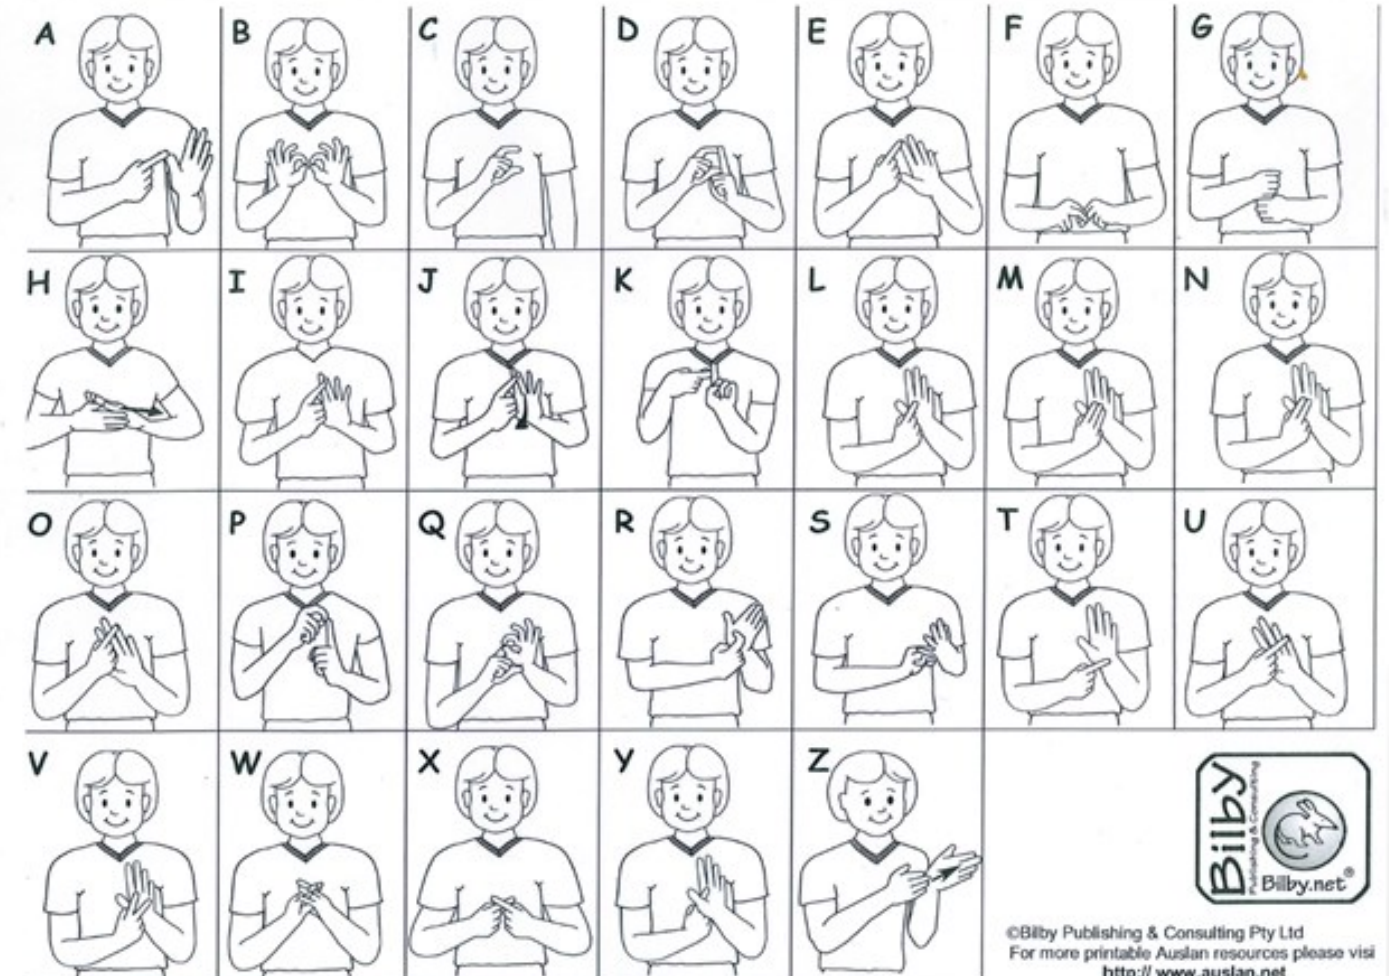 A B C D E F G
H I J K L M N
O P Q R S T U
V W X Y Z
Bilby
Publishing & Consulting
Bilby.net®
©Bilby Publishing & Consulting Pty Ltd
For more printable Auslan resources please visi
http:// www.auslan.net